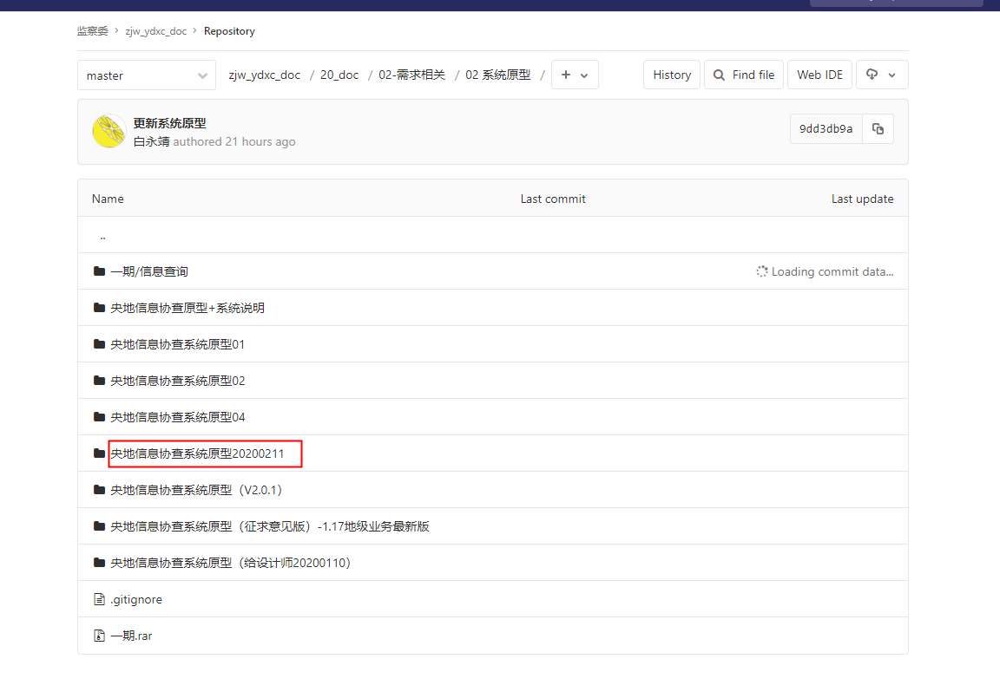 监察委 › zjw_ydxc_doc › Repository
master zjw_ydxc_doc / 20_doc / 02-需求相关 / 02 系统原型 / + History Find file Web IDE
更新系统原型
白永靖 authored 21 hours ago
9dd3db9a
Name Last commit Last update
..
一期/信息查询 Loading commit data...
央地信息协查原型+系统说明
央地信息协查系统原型01
央地信息协查系统原型02
央地信息协查系统原型04
央地信息协查系统原型20200211
央地信息协查系统原型（V2.0.1）
央地信息协查系统原型（征求意见版）-1.17地级业务最新版
央地信息协查系统原型（给设计师20200110）
.gitignore
一期.rar